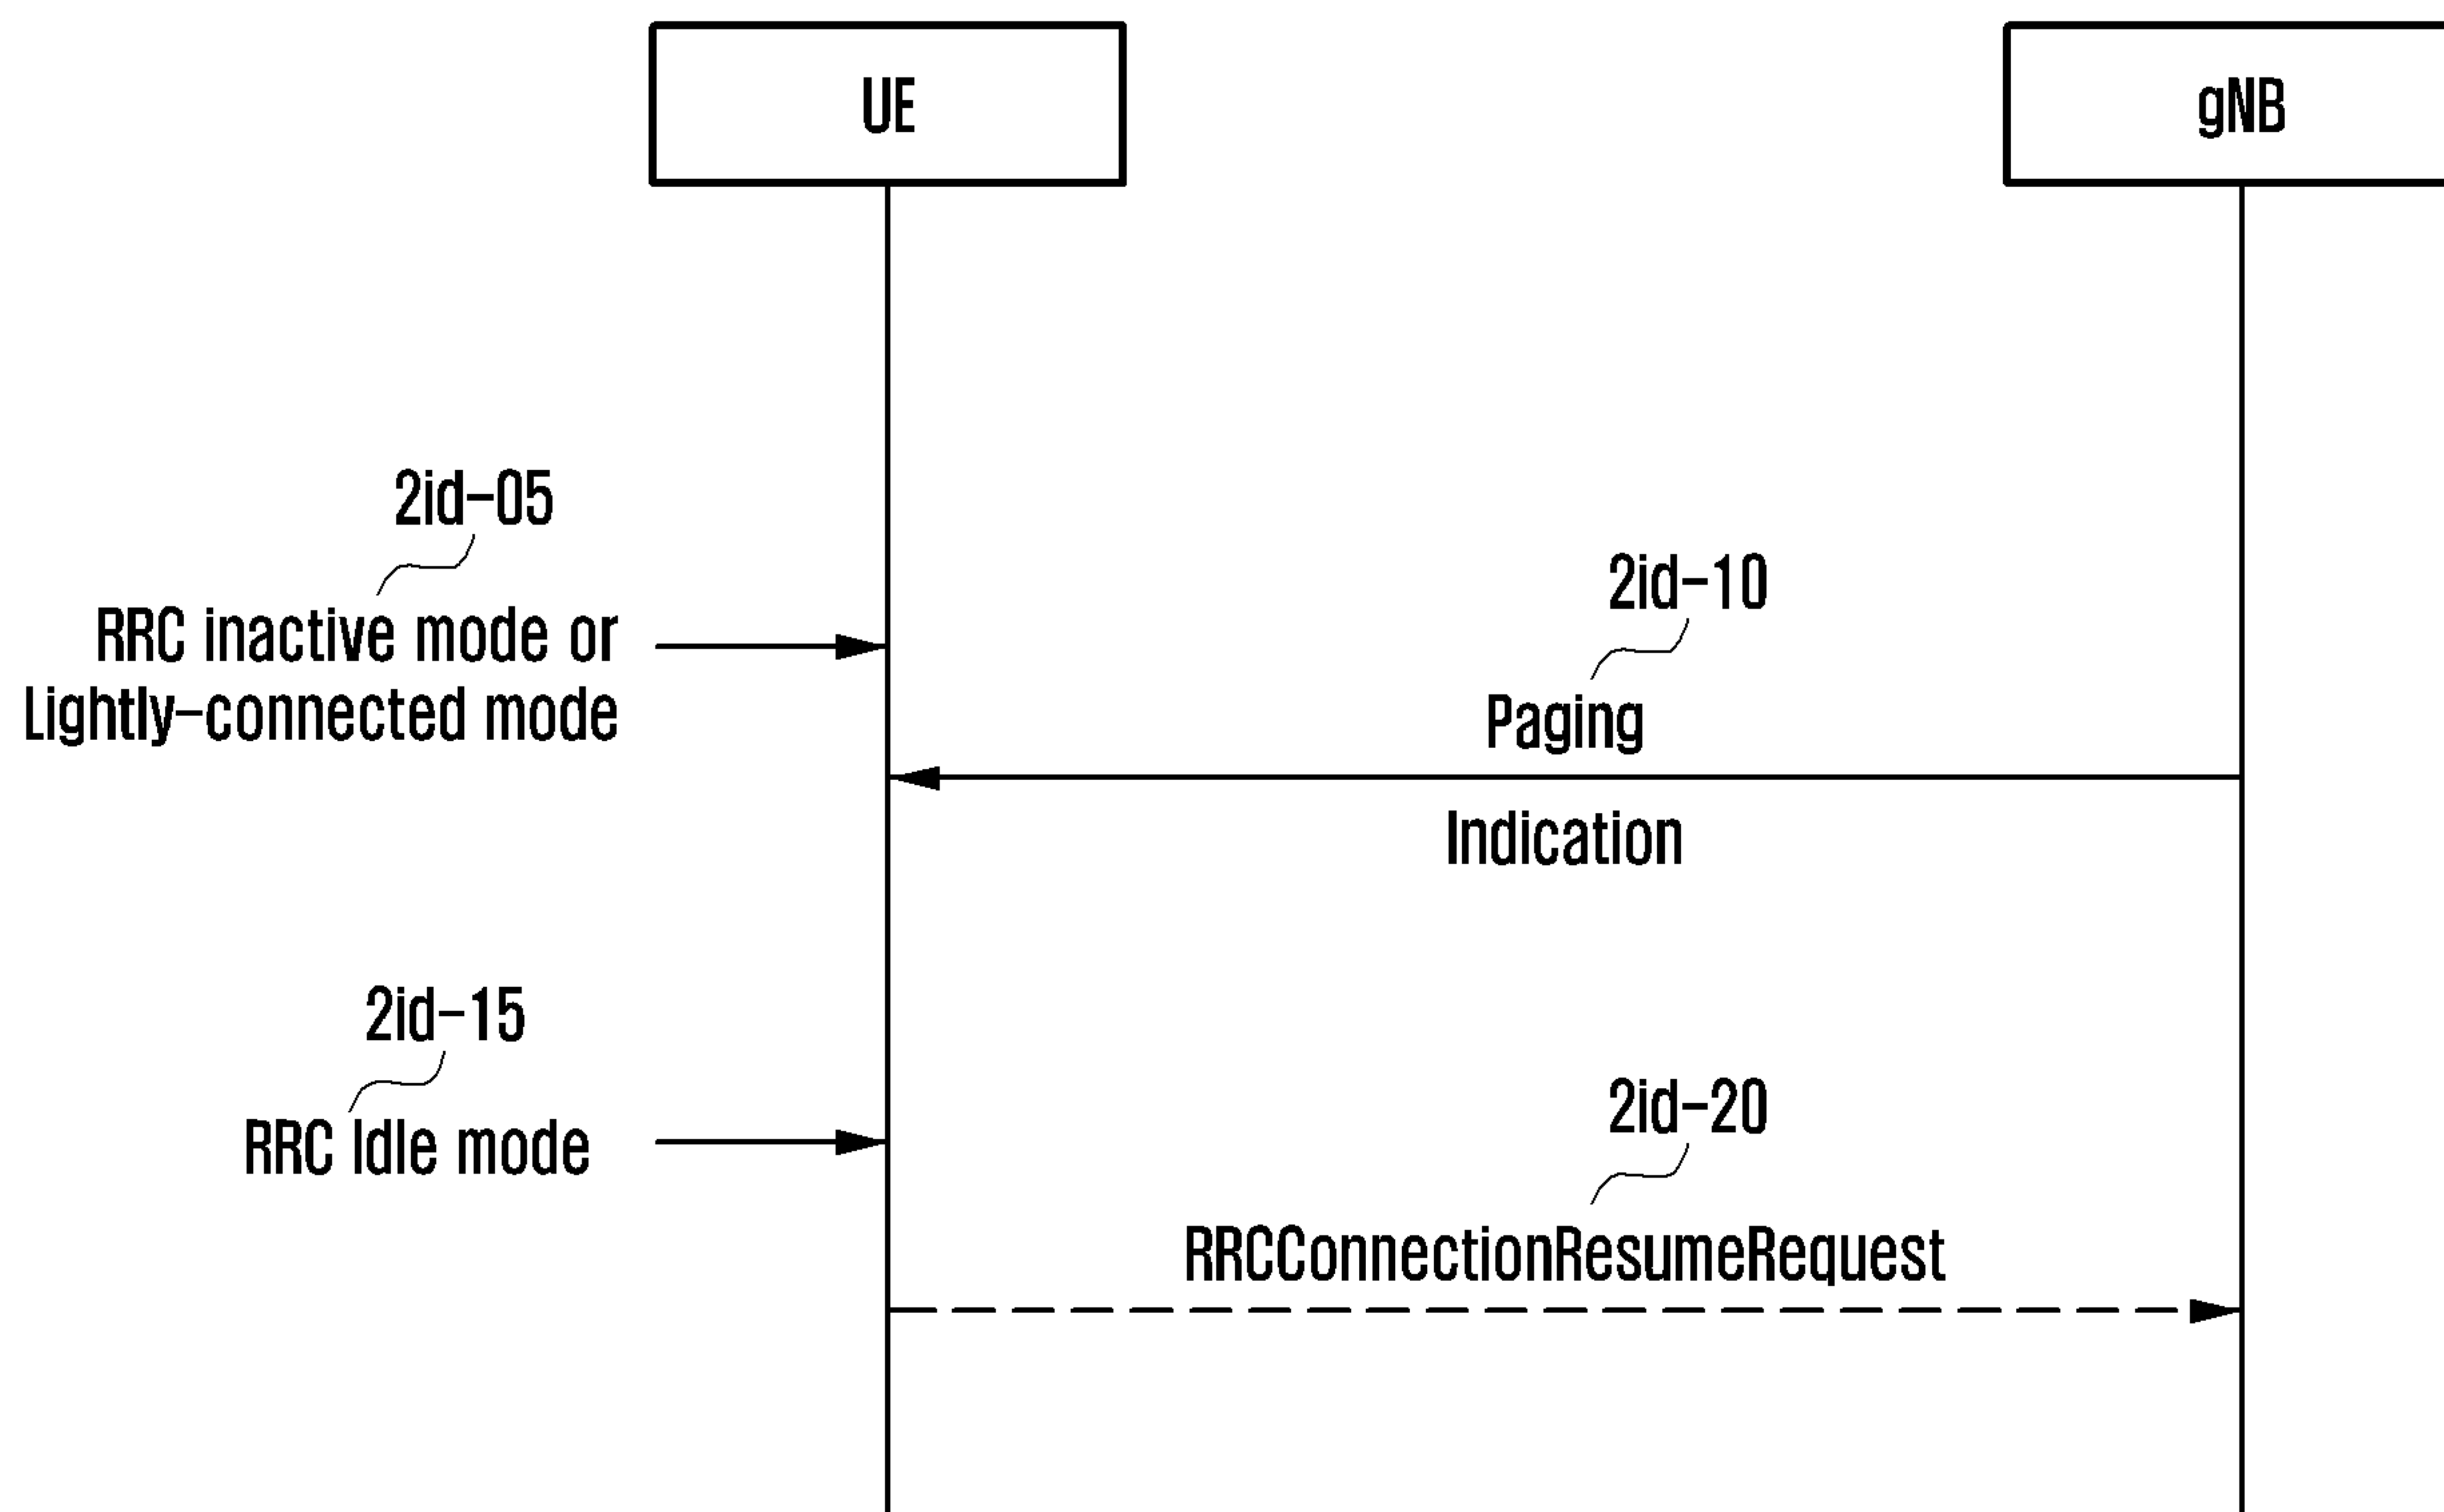 UE
gNB
2id-05
RRC inactive mode or
Lightly-connected mode
2id-10
Paging
Indication
2id-15
RRC Idle mode
2id-20
RRCConnectionResumeRequest